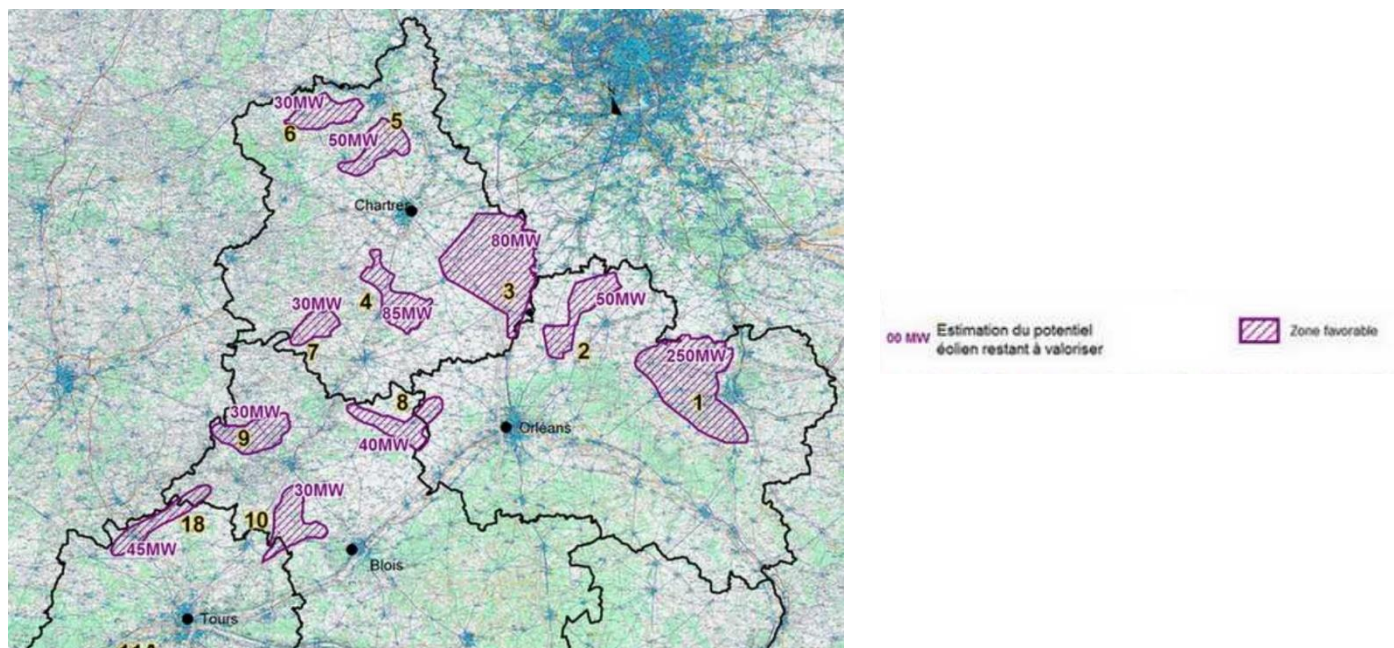 30MW
6
5
50MW
Chartres
80MW
3
4
85MW
30MW
7
50MW
2
250MW
1
8
40MW
30MW
9
Orléans
30MW
10
18
45MW
Blois
Tours
00 MW Estimation du potentiel
éolien restant à valoriser
Zone favorable